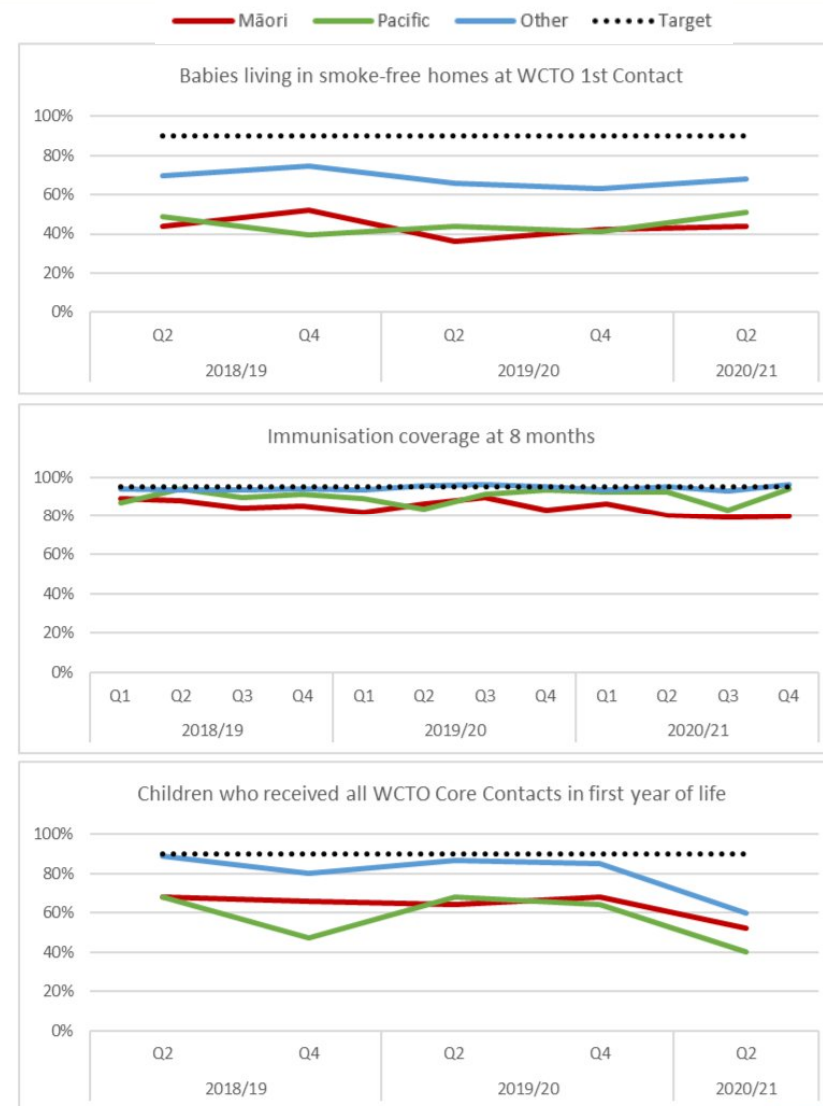 Māori Pacific Other Target
Babies living in smoke-free homes at WCTO 1st Contact
100%
80%
60%
40%
20%
0%
Q2 Q4 Q2 Q4 Q2
2018/19 2019/20 2020/21
Immunisation coverage at 8 months
100%
80%
60%
40%
20%
0%
Q1 Q2 Q3 Q4 Q1 Q2 Q3 Q4 Q1 Q2 Q3 Q4
2018/19 2019/20 2020/21
Children who received all WCTO Core Contacts in first year of life
100%
80%
60%
40%
20%
0%
Q2 Q4 Q2 Q4 Q2
2018/19 2019/20 2020/21